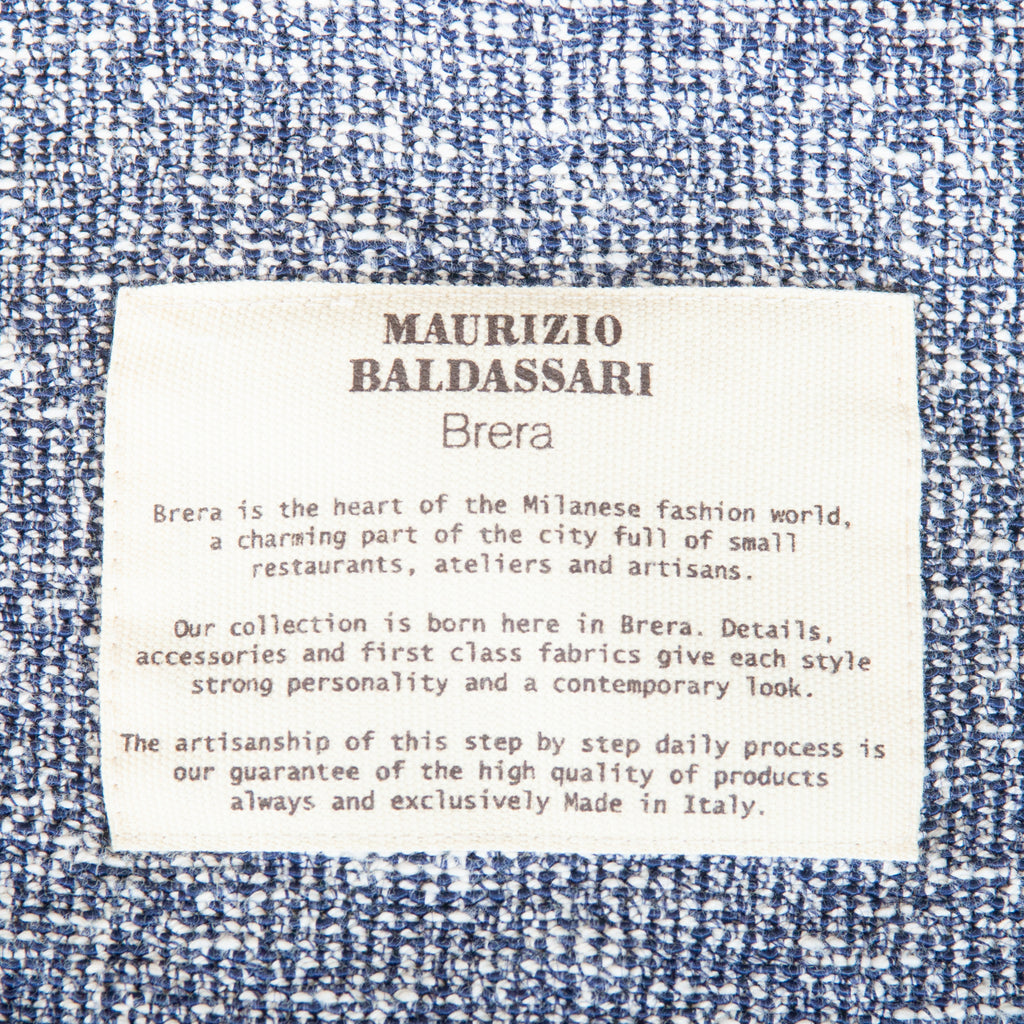 MAURIZIO
BALDASSARI
Brera
Brera is the heart of the Milanese fashion world,
a charming part of the city full of small
restaurants, ateliers and artisans.
Our collection is born here in Brera. Details,
accessories and first class fabrics give each style
strong personality and a contemporary look.
The artisanship of this step by step daily process is
our guarantee of the high quality of products
always and exclusively Made in Italy.